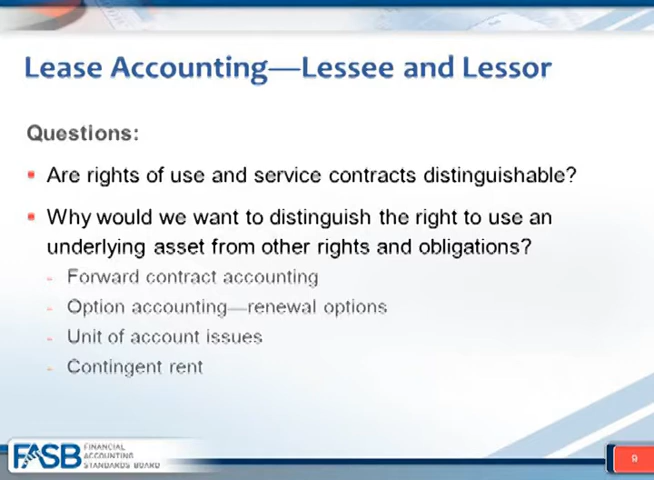 Lease Accounting—Lessee and Lessor
Questions:
Are rights of use and service contracts distinguishable?
Why would we want to distinguish the right to use an
underlying asset from other rights and obligations?
- Forward contract accounting
- Option accounting—renewal options
- Unit of account issues
- Contingent rent
FASB
FINANCIAL
ACCOUNTING
STANDARDS BOARD
9